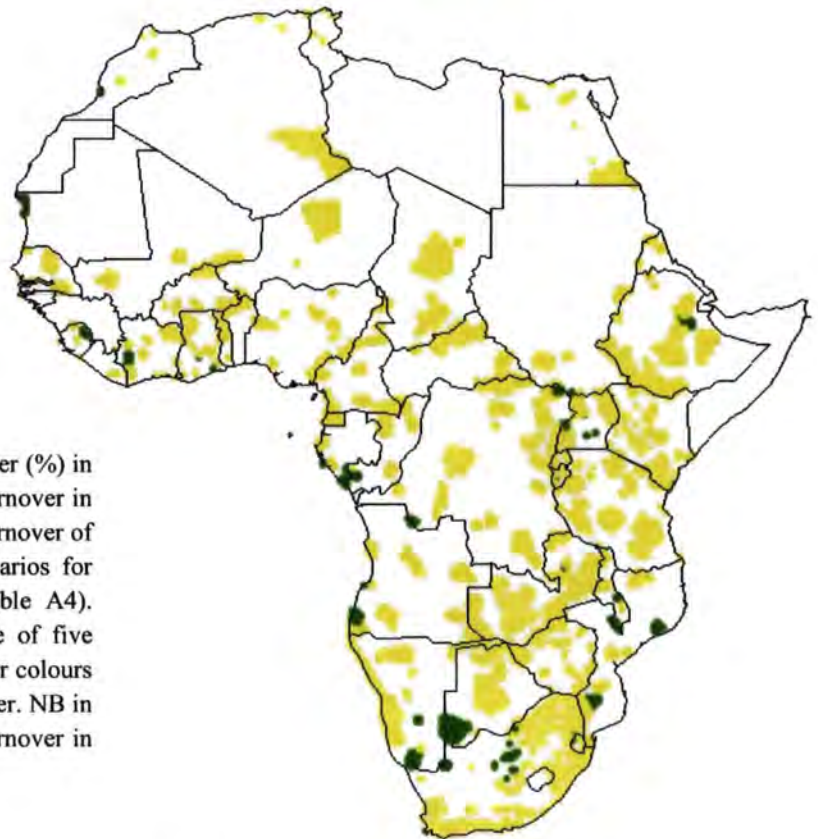 er (%) in
rnover in
rnover of
arios for
ble A4).
e of five
r colours
er. NB in
rnover in